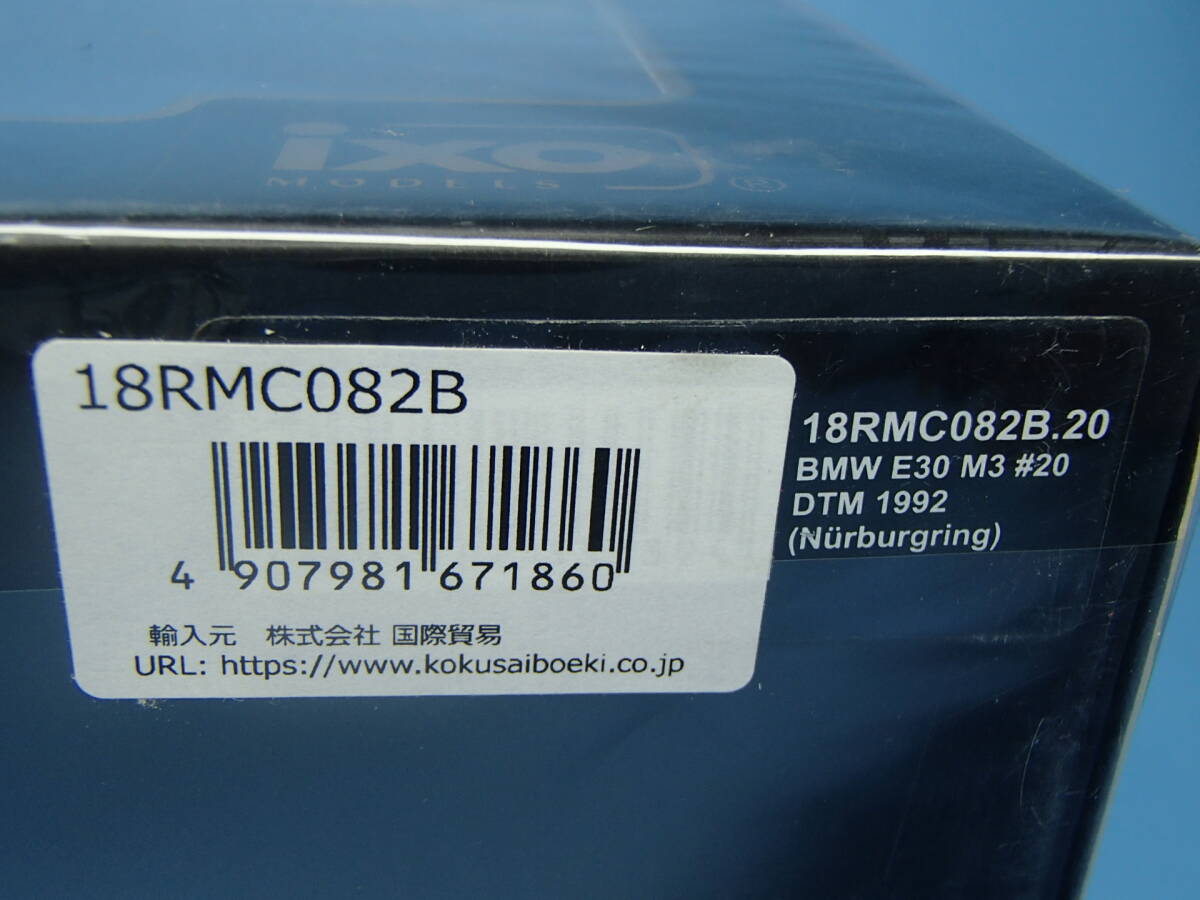 ixo
MODELS ®
18RMC082B
4 907981 671860
輸入元 株式会社 国際貿易
URL: https://www.kokusaiboeki.co.jp
18RMC082B.20
BMW E30 M3 #20
DTM 1992
(Nürburgring)